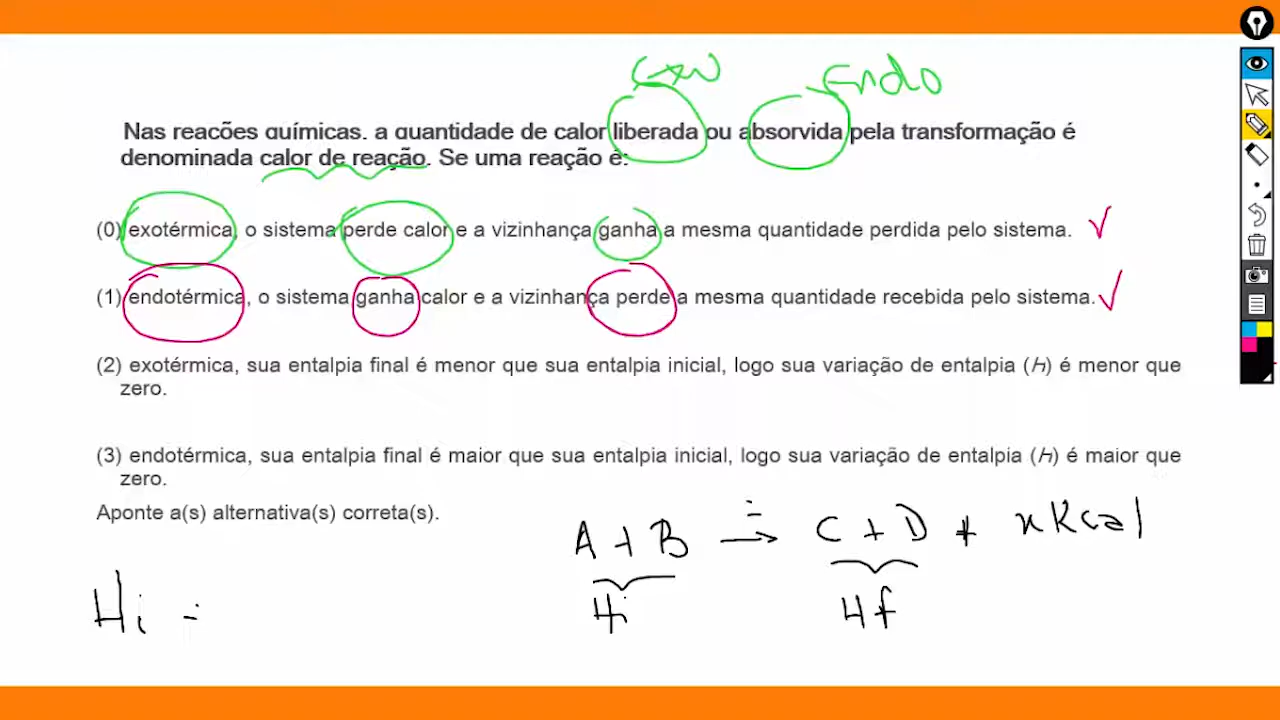 Exo
Endo
Nas reações químicas, a quantidade de calor liberada ou absorvida pela transformação é
denominada calor de reação. Se uma reação é:
(0) exotérmica, o sistema perde calor e a vizinhança ganha a mesma quantidade perdida pelo sistema.
(1) endotérmica, o sistema ganha calor e a vizinhança perde a mesma quantidade recebida pelo sistema.
(2) exotérmica, sua entalpia final é menor que sua entalpia inicial, logo sua variação de entalpia (H) é menor que
zero.
(3) endotérmica, sua entalpia final é maior que sua entalpia inicial, logo sua variação de entalpia (H) é maior que
zero.
Aponte a(s) alternativa(s) correta(s).
A + B → C + D + x Kcal
Hi Hf
Hi =